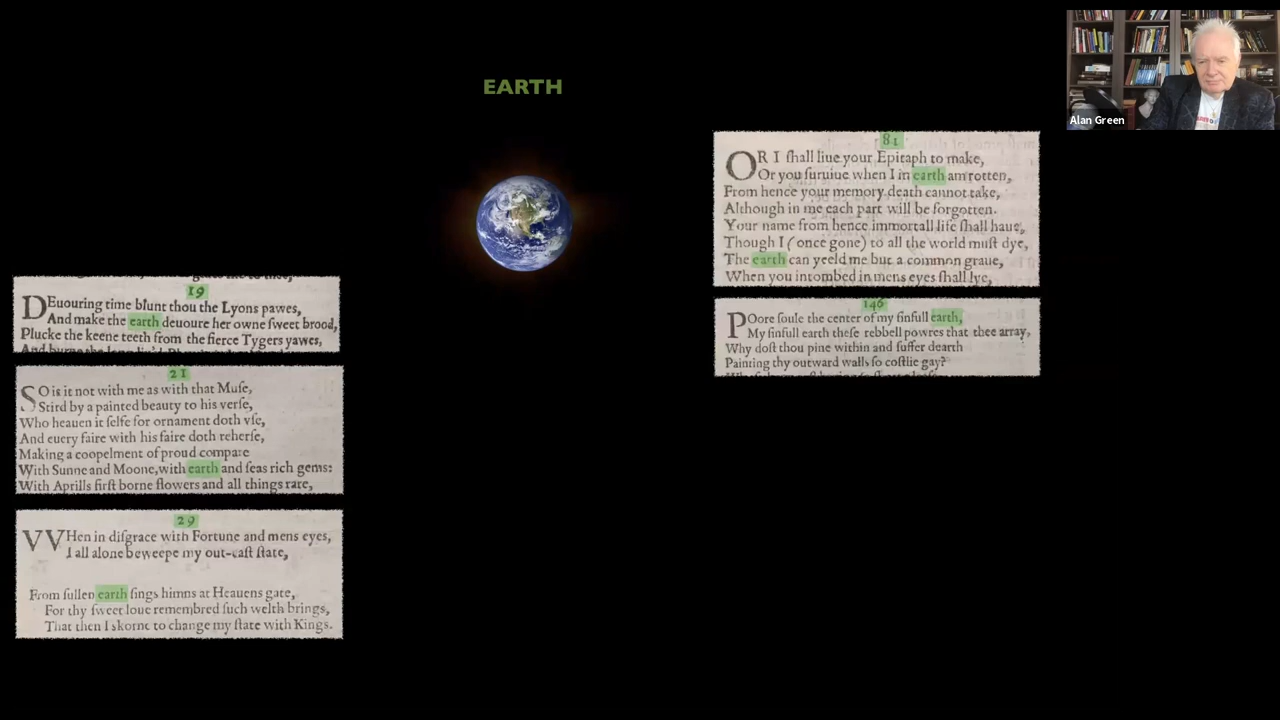 EARTH
Alan Green
19
DEuouring time blunt thou the Lyons pawes,
And make the earth deuoure her owne ſweet brood,
Plucke the keene teeth from the fierce Tygers yawes,
21
SO is it not with me as with that Muſe,
Stird by a painted beauty to his verſe,
Who heauen it ſelfe for ornament doth vſe,
And euery faire with his faire doth reherſe,
Making a coopelment of proud compare
With Sunne and Moone, with earth and ſeas rich gems:
With Aprills firſt borne flowers and all things rare,
29
VVHen in diſgrace with Fortune and mens eyes,
I all alone beweepe my out-caſt ſtate,
From ſullen earth ſings himns at Heauens gate,
For thy ſweet loue remembred ſuch welth brings,
That then I skorne to change my ſtate with Kings.
81
OR I ſhall liue your Epitaph to make,
Or you ſuruiue when I in earth am rotten,
From hence your memory death cannot take,
Although in me each part will be forgotten.
Your name from hence immortall life ſhall haue,
Though I (once gone) to all the world muſt dye,
The earth can yeeld me but a common graue,
When you intombed in mens eyes ſhall lye,
146
POore ſoule the center of my ſinfull earth,
My ſinfull earth theſe rebbell powres that thee array,
Why doſt thou pine within and ſuffer dearth
Painting thy outward walls ſo coſtlie gay?